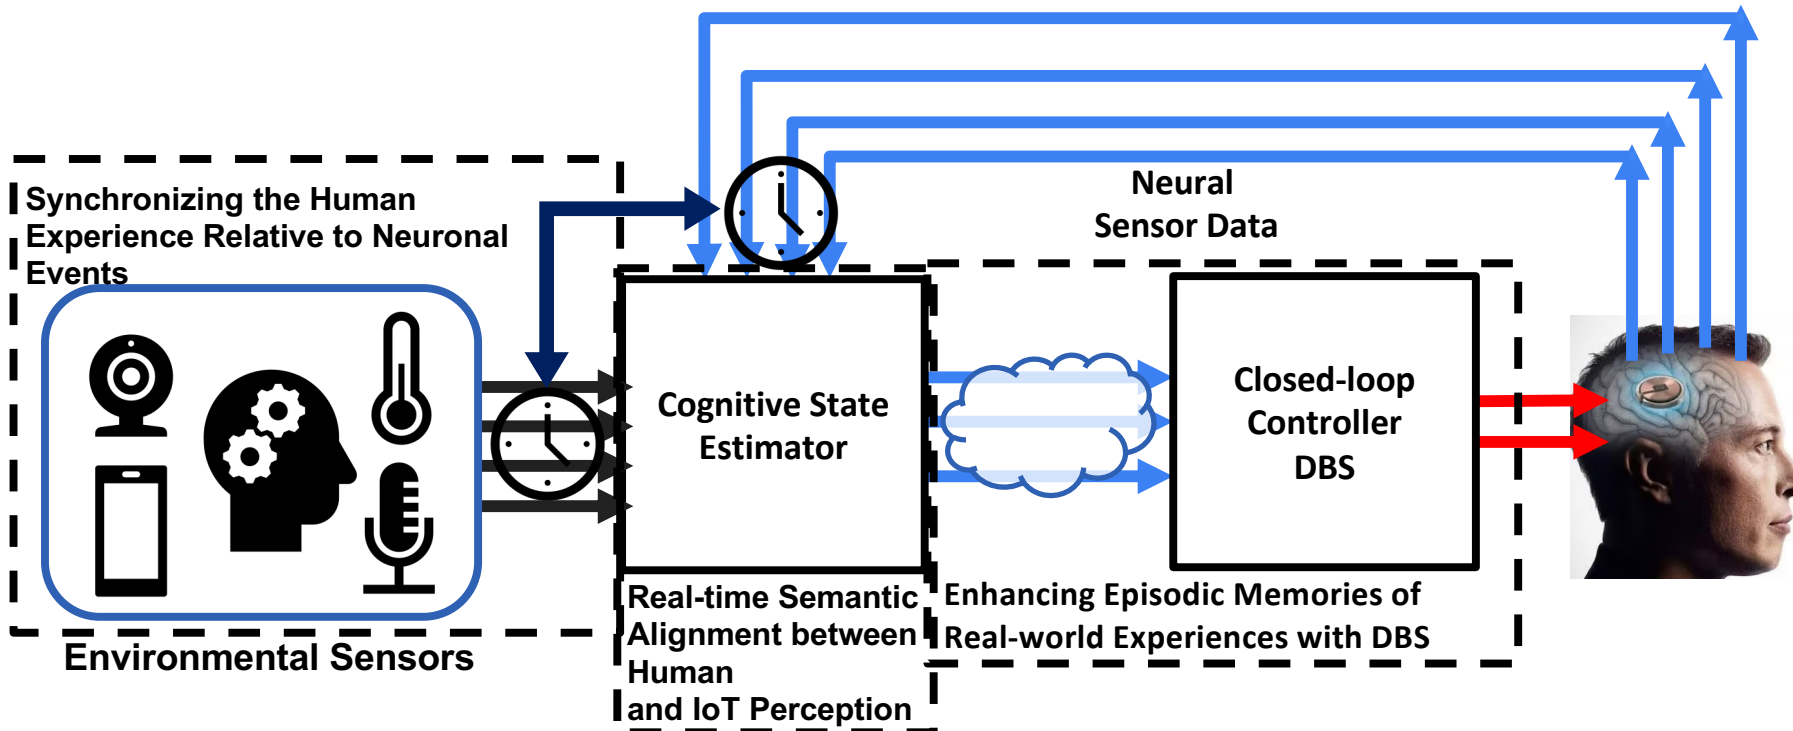 Synchronizing the Human
Experience Relative to Neuronal
Events
Environmental Sensors
Neural
Sensor Data
Cognitive State
Estimator
Real-time Semantic
Alignment between
Human
and IoT Perception
Closed-loop
Controller
DBS
Enhancing Episodic Memories of
Real-world Experiences with DBS